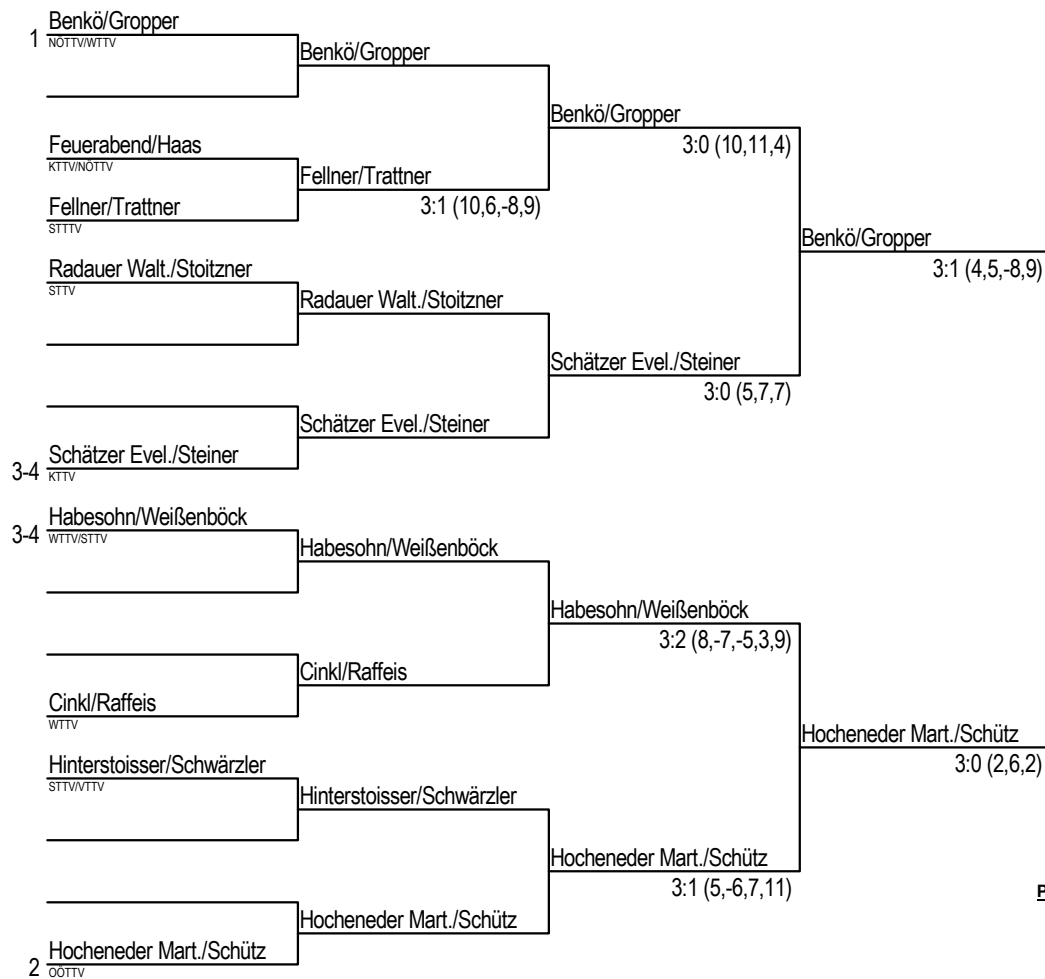 Benkö/Gropper
1
NÖTTV/WTTV
Benkö/Gropper
Benkö/Gropper
3:0 (10,11,4)
Feuerabend/Haas
KTTV/NÖTTV
Fellner/Trattner
3:1 (10,6,-8,9)
Fellner/Trattner
STTTV
Benkö/Gropper
3:1 (4,5,-8,9)
Radauer Walt./Stoitzner
STTV
Radauer Walt./Stoitzner
Schätzer Evel./Steiner
3:0 (5,7,7)
Schätzer Evel./Steiner
Schätzer Evel./Steiner
3-4
KTTV
Habesohn/Weißenböck
3-4
WTTV/STTV
Habesohn/Weißenböck
Habesohn/Weißenböck
3:2 (8,-7,-5,3,9)
Cinkl/Raffeis
Cinkl/Raffeis
WTTV
Hocheneder Mart./Schütz
3:0 (2,6,2)
Hinterstoisser/Schwärzler
STTV/VTTV
Hinterstoisser/Schwärzler
Hocheneder Mart./Schütz
3:1 (5,-6,7,11)
P
Hocheneder Mart./Schütz
Hocheneder Mart./Schütz
2
OÖTTV